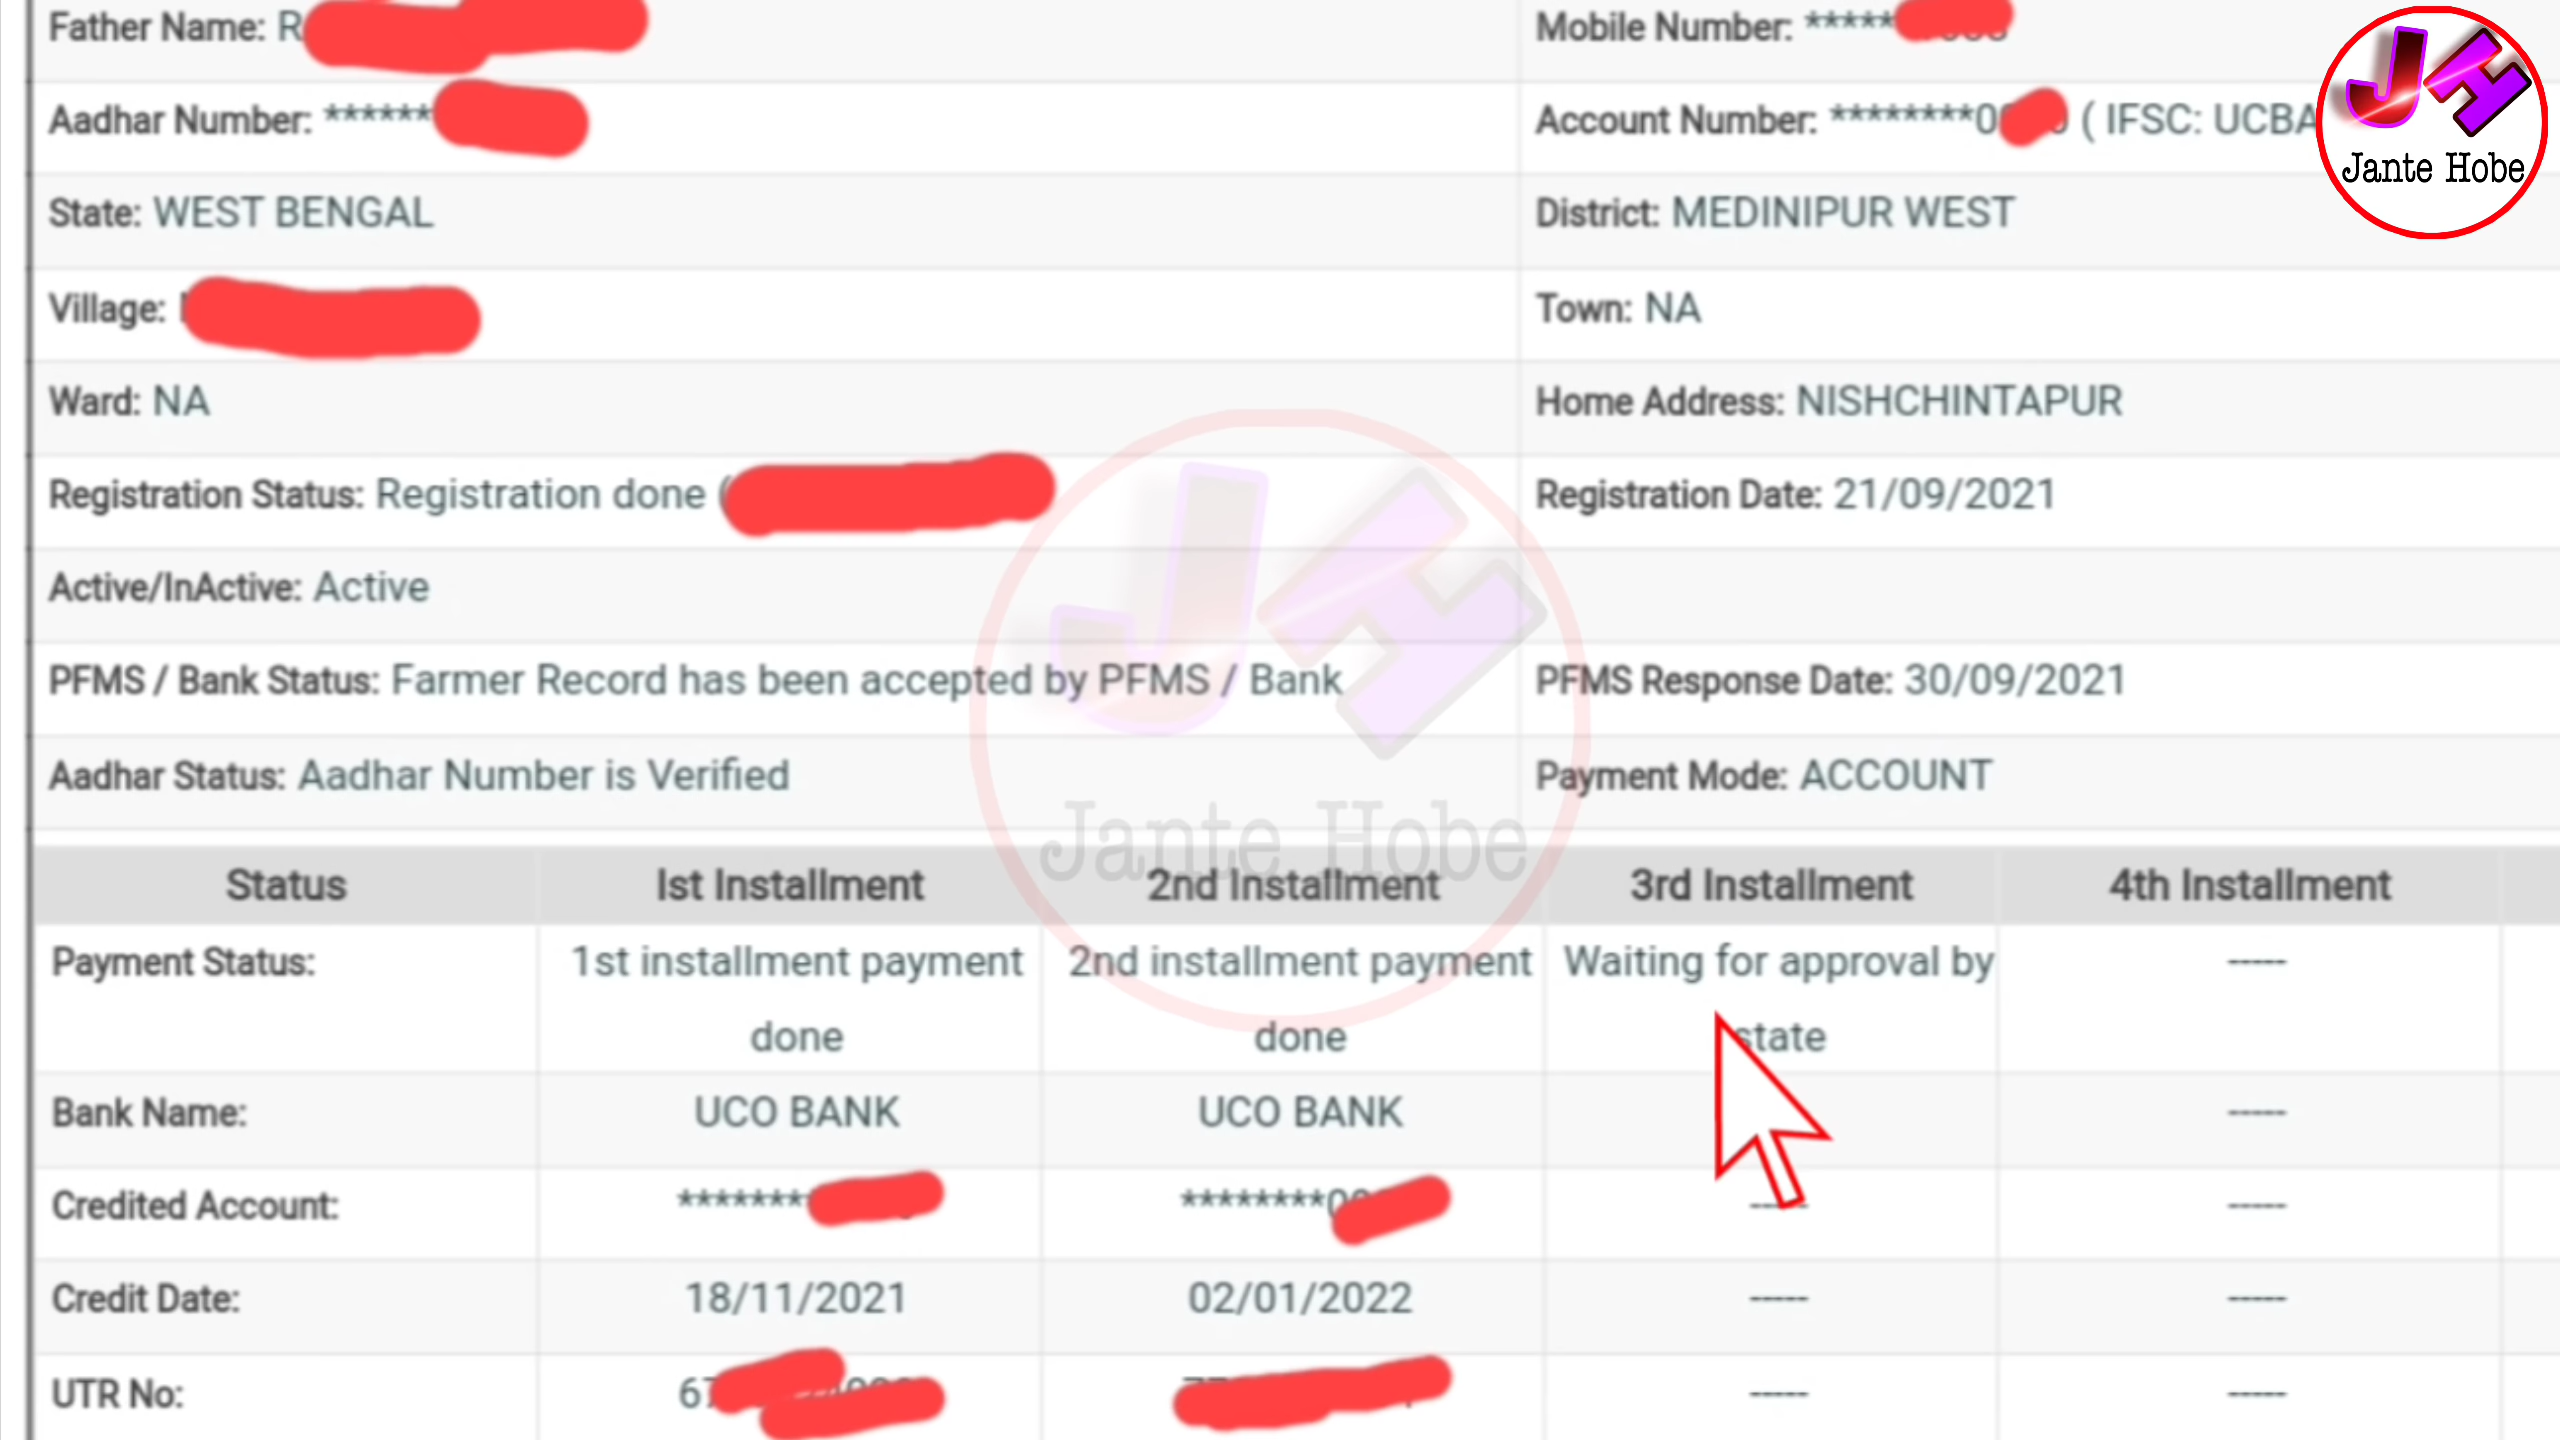 Father Name: R
Mobile Number: *****
Aadhar Number: ******
Account Number: ********0 ( IFSC: UCBA
JH
Jante Hobe
State: WEST BENGAL
District: MEDINIPUR WEST
Village:
Town: NA
Ward: NA
Home Address: NISHCHINTAPUR
Registration Status: Registration done (
Registration Date: 21/09/2021
Active/InActive: Active
PFMS / Bank Status: Farmer Record has been accepted by PFMS / Bank
PFMS Response Date: 30/09/2021
Aadhar Status: Aadhar Number is Verified
Payment Mode: ACCOUNT
JH
Jante Hobe
Status Ist Installment 2nd Installment 3rd Installment 4th Installment
Payment Status: 1st installment payment 2nd installment payment Waiting for approval by -----
done done state
Bank Name: UCO BANK UCO BANK -----
Credited Account: ******* ********0 ----- -----
Credit Date: 18/11/2021 02/01/2022 ----- -----
UTR No: 6 ----- -----